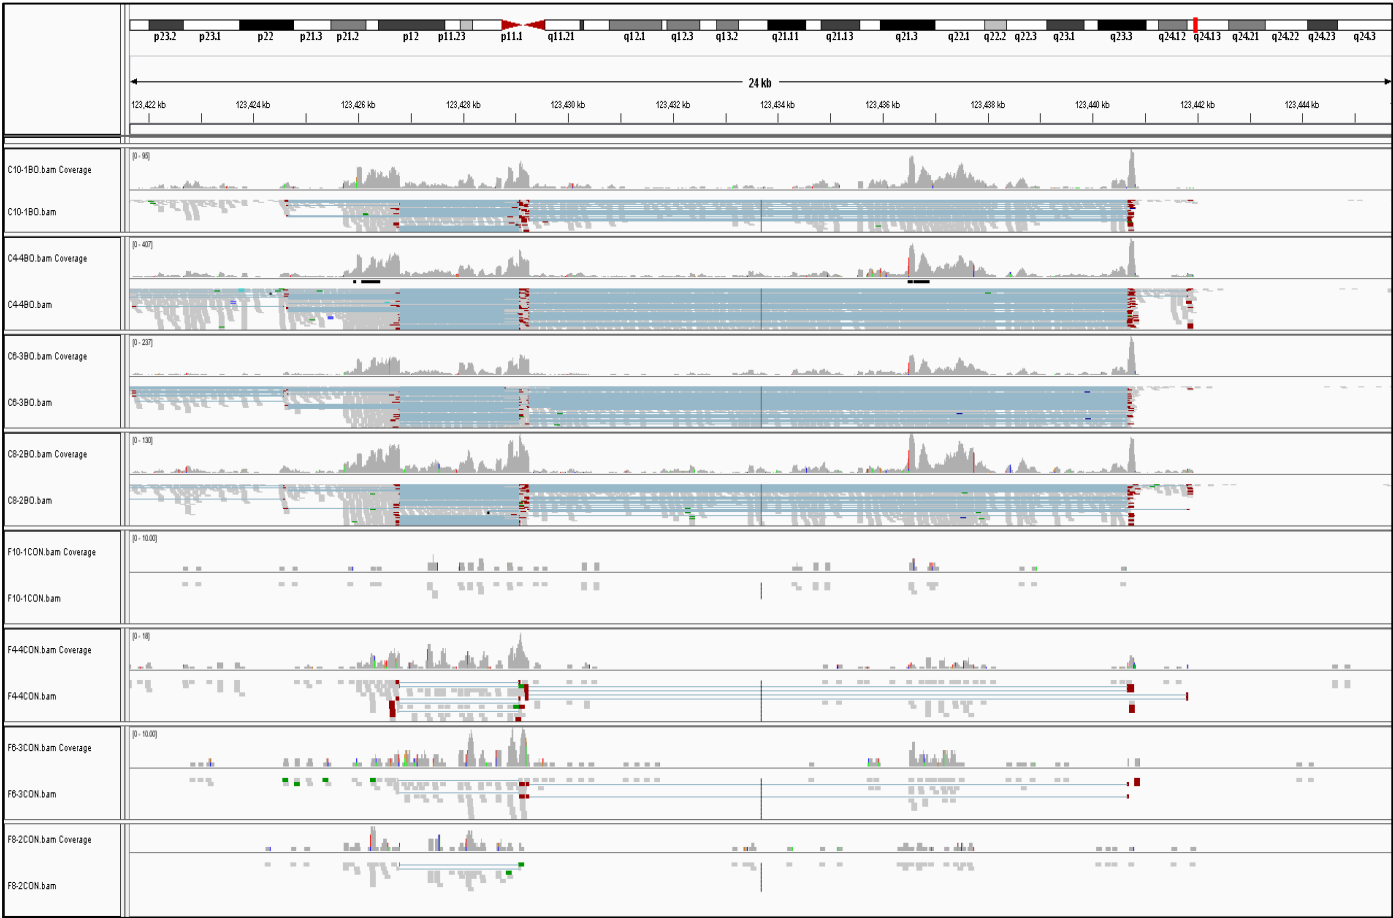 p23.2 p23.1 p22 p21.3 p21.2 p12 p11.23 p11.1 q11.21 q12.1 q12.3 q13.2 q21.11 q21.13 q21.3 q22.1 q22.2 q22.3 q23.1 q23.3 q24.12 q24.13 q24.21 q24.22 q24.23 q24.3
24 kb
123,422 kb 123,424 kb 123,426 kb 123,428 kb 123,430 kb 123,432 kb 123,434 kb 123,436 kb 123,438 kb 123,440 kb 123,442 kb 123,444 kb
[0 - 95]
C10-1BO.bam Coverage
C10-1BO.bam
[0 - 407]
C4-4BO.bam Coverage
C4-4BO.bam
[0 - 237]
C6-3BO.bam Coverage
C6-3BO.bam
[0 - 130]
C8-2BO.bam Coverage
C8-2BO.bam
[0 - 10.00]
F10-1CON.bam Coverage
F10-1CON.bam
[0 - 18]
F4-4CON.bam Coverage
F4-4CON.bam
[0 - 10.00]
F6-3CON.bam Coverage
F6-3CON.bam
F8-2CON.bam Coverage
F8-2CON.bam